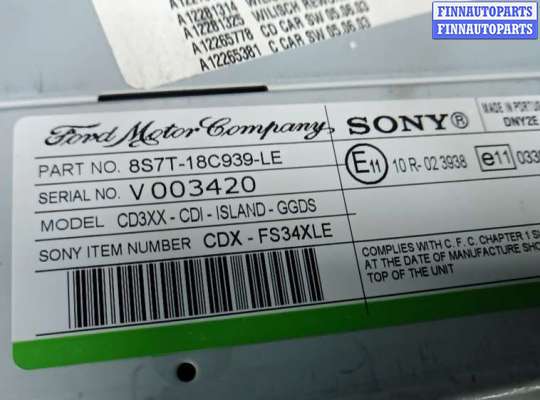 A12281314
A12281325
A12265778 CD CAR SW 05.06.03
A12265381 C CAR SW 05.06.03
FINNAUTOPARTS
FINNAUTOPARTS
Ford Motor Company
SONY®
MADE IN
DNY2E
PART NO. 8S7T-18C939-LE
E11 10 R- 02 3938
e11
SERIAL NO. V003420
MODEL CD3XX - CDI - ISLAND - GGDS
SONY ITEM NUMBER CDX - FS34XLE
COMPLIES WITH C. F. C. CHAPTER 1
AT THE DATE OF MANUFACTURE
TOP OF THE UNIT